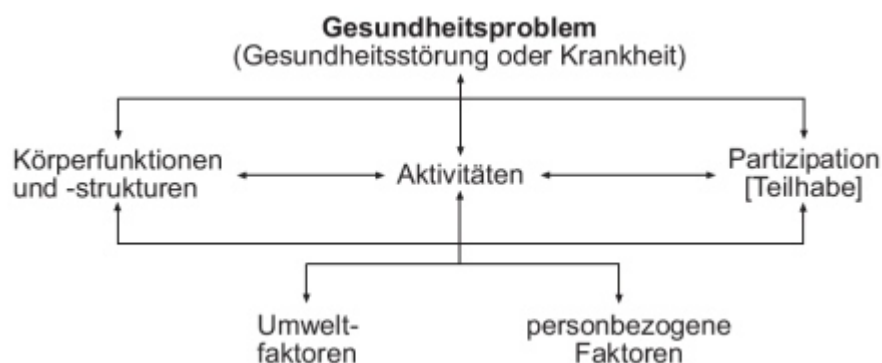 Gesundheitsproblem
(Gesundheitsstörung oder Krankheit)
Körperfunktionen
und -strukturen
Aktivitäten
Partizipation
[Teilhabe]
Umwelt-
faktoren
personbezogene
Faktoren